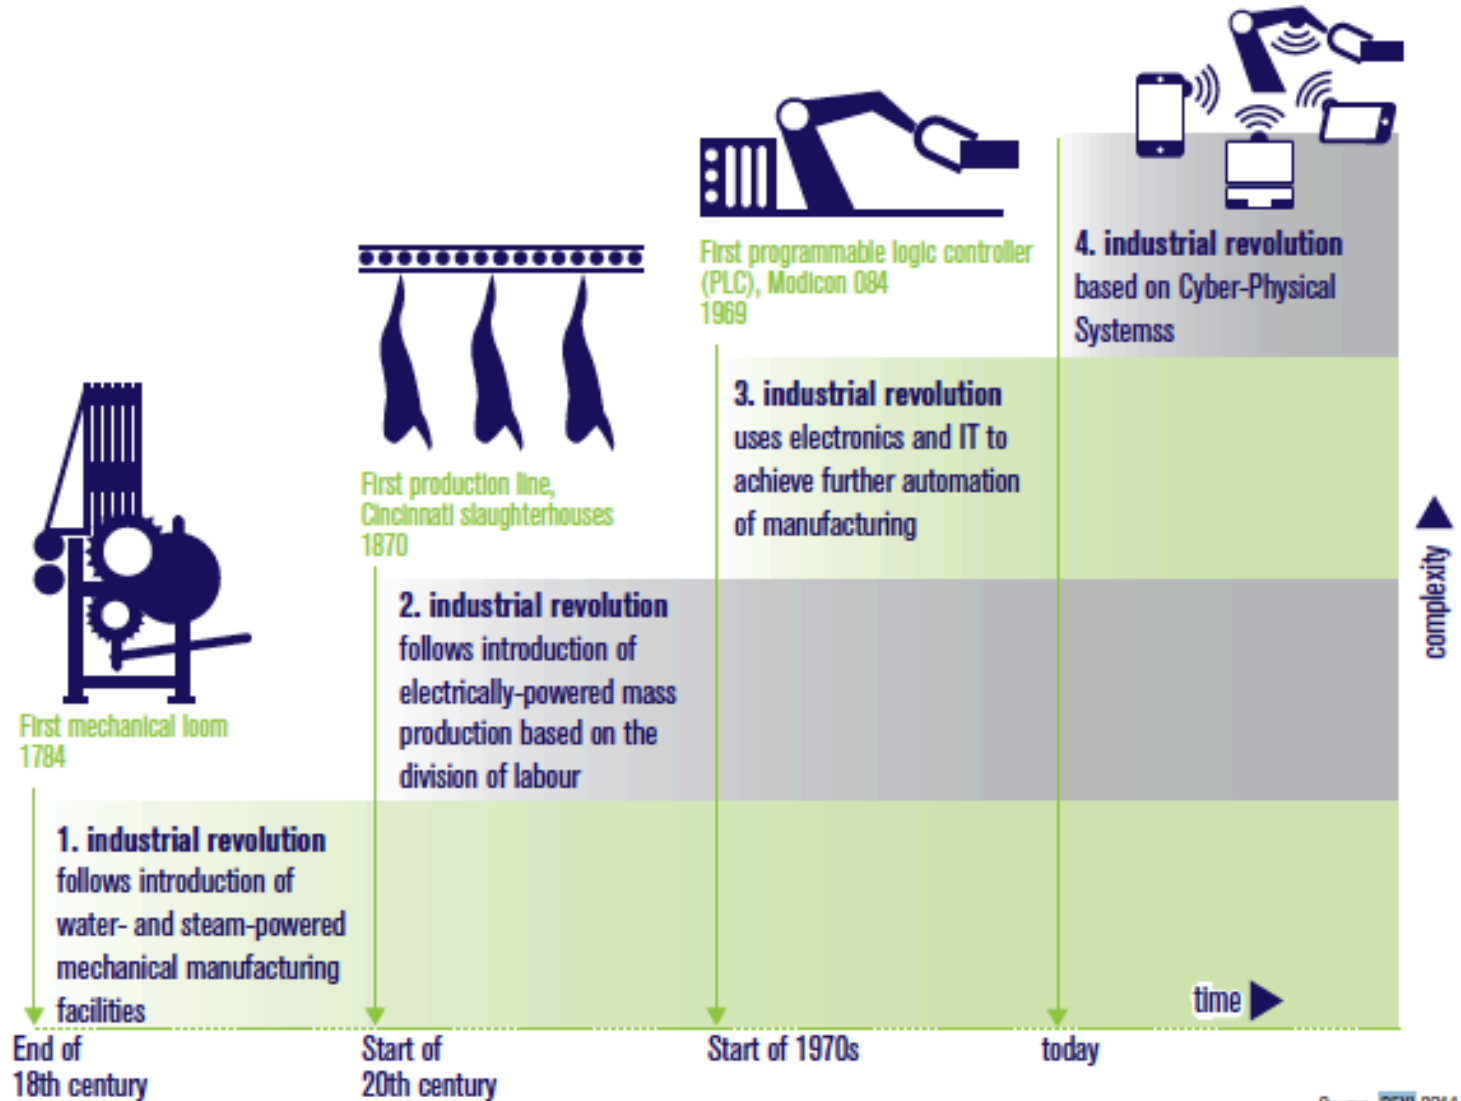 First mechanical loom
1784
1. industrial revolution
follows introduction of
water- and steam-powered
mechanical manufacturing
facilities
End of
18th century
First production line,
Cincinnati slaughterhouses
1870
2. industrial revolution
follows introduction of
electrically-powered mass
production based on the
division of labour
Start of
20th century
First programmable logic controller
(PLC), Modicon 084
1969
3. industrial revolution
uses electronics and IT to
achieve further automation
of manufacturing
Start of 1970s
4. industrial revolution
based on Cyber-Physical
Systemss
today
time
complexity